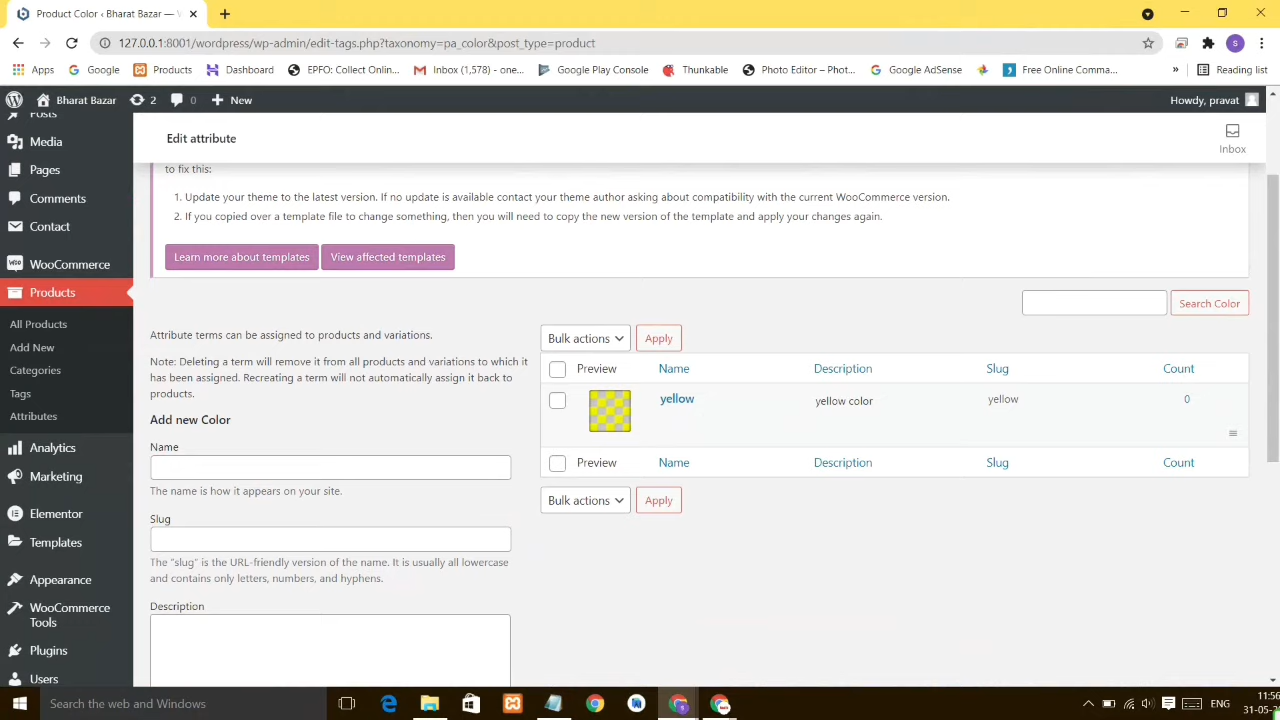 Product Color ‹ Bharat Bazar —
127.0.0.1:8001/wordpress/wp-admin/edit-tags.php?taxonomy=pa_color&post_type=product
Apps Google Products Dashboard EPFO: Collect Onlin... Inbox (1,578) - one... Google Play Console Thunkable Photo Editor – Phot... Google AdSense Free Online Comma... » Reading list
Bharat Bazar 2 0 New Howdy, pravat
Posts
Media
Pages
Comments
Contact
WooCommerce
Products
All Products
Add New
Categories
Tags
Attributes
Analytics
Marketing
Elementor
Templates
Appearance
WooCommerce
Tools
Plugins
Users
Edit attribute
Inbox
to fix this:
1. Update your theme to the latest version. If no update is available contact your theme author asking about compatibility with the current WooCommerce version.
2. If you copied over a template file to change something, then you will need to copy the new version of the template and apply your changes again.
Learn more about templates View affected templates
Search Color
Attribute terms can be assigned to products and variations.
Note: Deleting a term will remove it from all products and variations to which it
has been assigned. Recreating a term will not automatically assign it back to
products.
Add new Color
Name
The name is how it appears on your site.
Slug
The “slug” is the URL-friendly version of the name. It is usually all lowercase
and contains only letters, numbers, and hyphens.
Description
Bulk actions Apply
Preview Name Description Slug Count
yellow yellow color yellow 0
Preview Name Description Slug Count
Bulk actions Apply
Search the web and Windows
ENG
11:56
31-05-